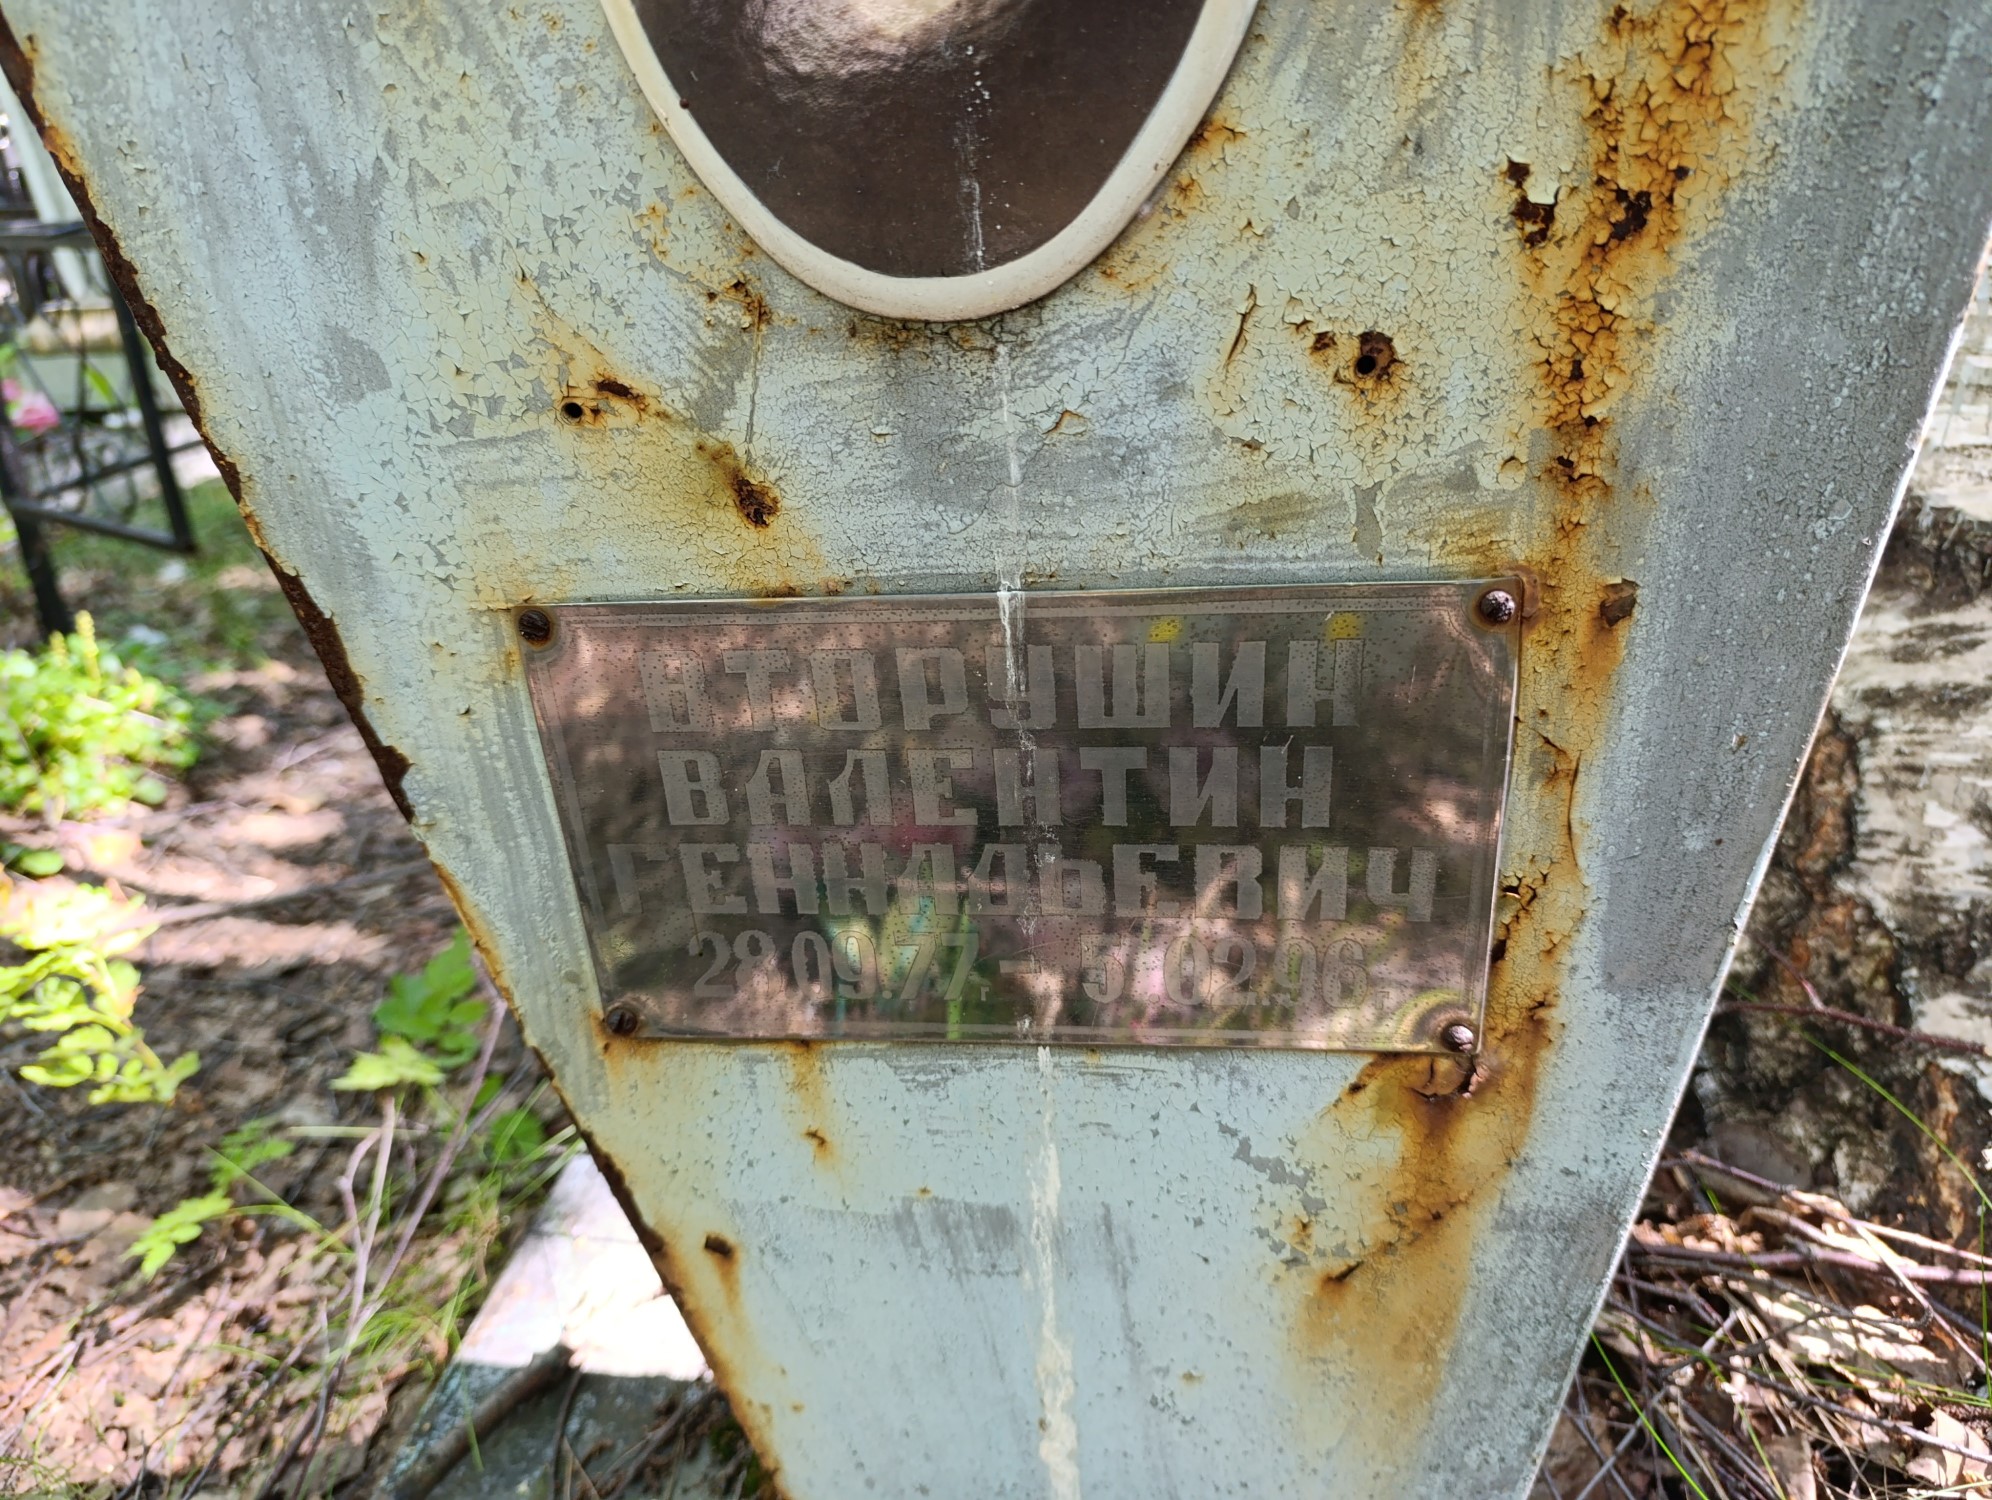 ВТОРУШИН
ВАЛЕНТИН
ГЕННАДЬЕВИЧ
28.09.77г. - 5.02.96г.